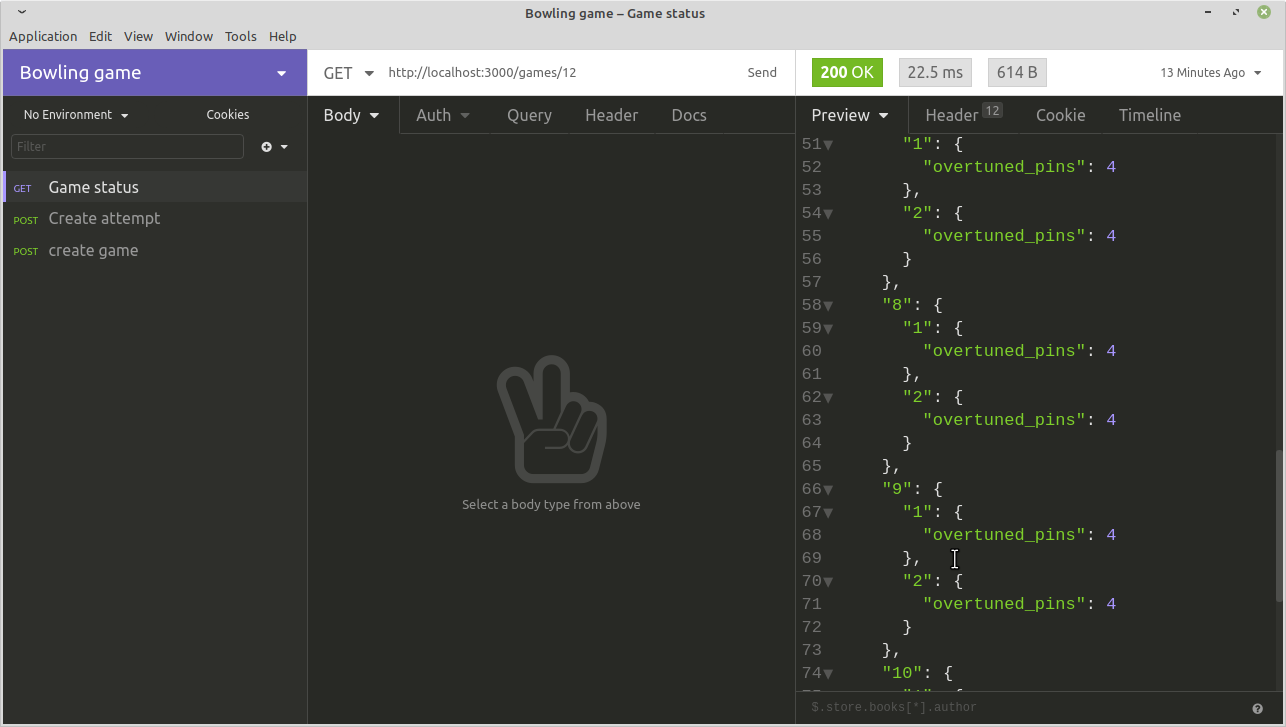 Bowling game – Game status
Application Edit View Window Tools Help
Bowling game
GET http://localhost:3000/games/12 Send
200 OK 22.5 ms 614 B 13 Minutes Ago
No Environment Cookies
Body Auth Query Header Docs
Preview Header 12 Cookie Timeline
Filter
GET Game status
POST Create attempt
POST create game
Select a body type from above
51 "1": {
52 "overtuned_pins": 4
53 },
54 "2": {
55 "overtuned_pins": 4
56 }
57 },
58 "8": {
59 "1": {
60 "overtuned_pins": 4
61 },
62 "2": {
63 "overtuned_pins": 4
64 }
65 },
66 "9": {
67 "1": {
68 "overtuned_pins": 4
69 },
70 "2": {
71 "overtuned_pins": 4
72 }
73 },
74 "10": {
$.store.books[*].author